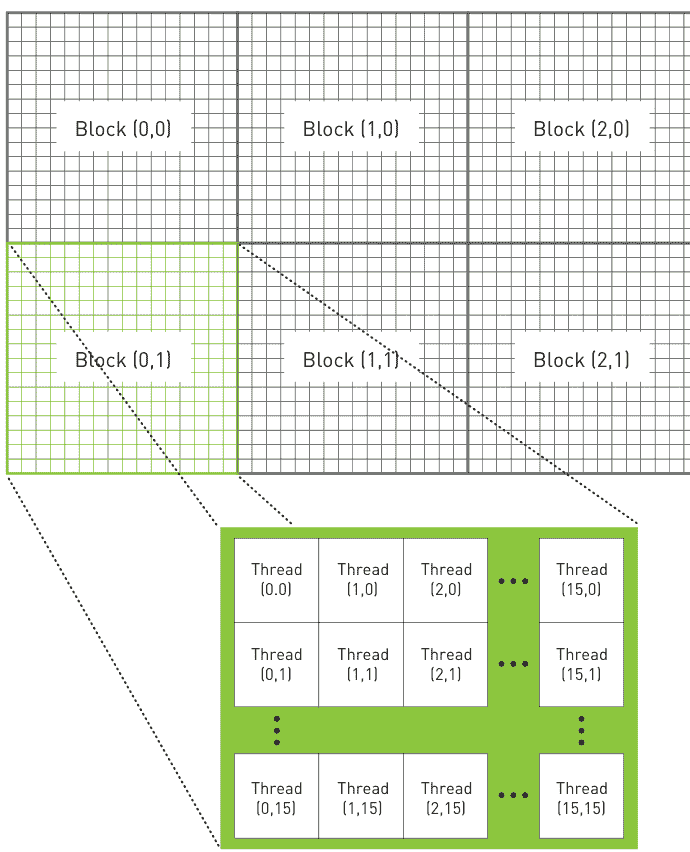 Block (0,0)
Block (1,0)
Block (2,0)
Block (0,1)
Block (1,1)
Block (2,1)
Thread
(0.0)
Thread
(1,0)
Thread
(2,0)
Thread
(15,0)
Thread
(0,1)
Thread
(1,1)
Thread
(2,1)
Thread
(15,1)
Thread
(0,15)
Thread
(1,15)
Thread
(2,15)
Thread
(15,15)